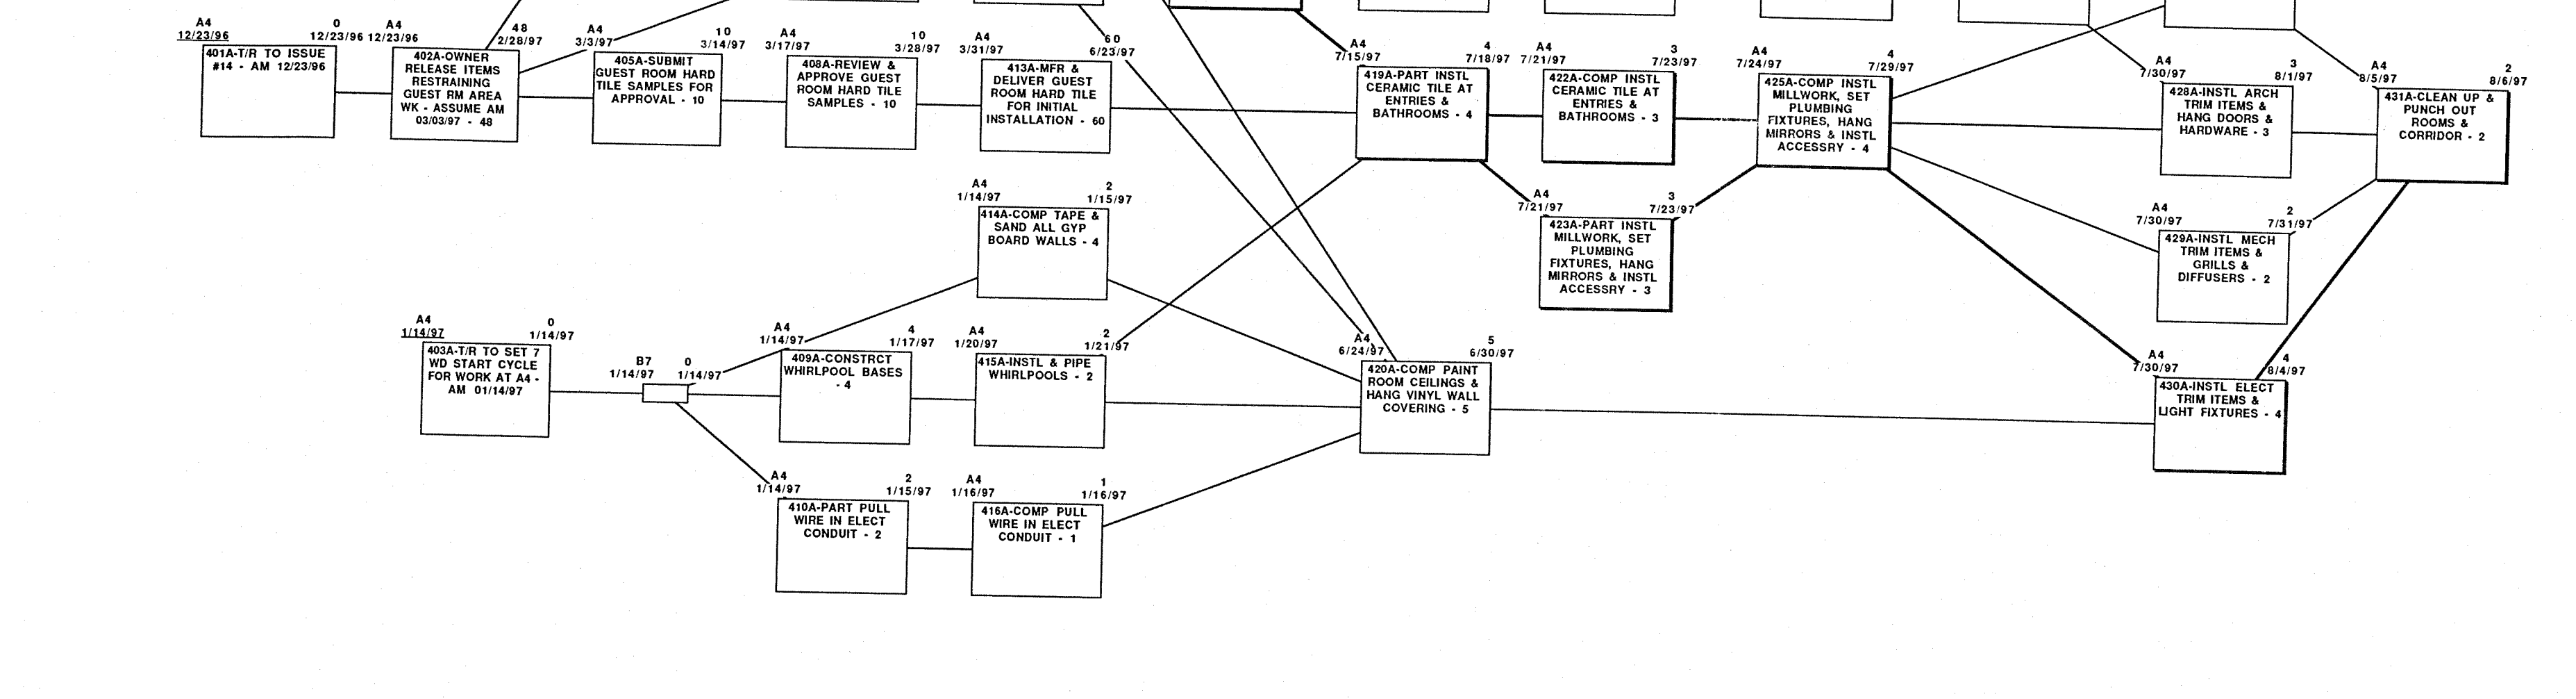 A4
12/23/96
0
12/23/96
401A-T/R TO ISSUE
#14 - AM 12/23/96
A4
12/23/96
48
2/28/97
402A-OWNER
RELEASE ITEMS
RESTRAINING
GUEST RM AREA
WK - ASSUME AM
03/03/97 - 48
A4
3/3/97
10
3/14/97
405A-SUBMIT
GUEST ROOM HARD
TILE SAMPLES FOR
APPROVAL - 10
A4
3/17/97
10
3/28/97
408A-REVIEW &
APPROVE GUEST
ROOM HARD TILE
SAMPLES - 10
A4
3/31/97
60
6/23/97
413A-MFR &
DELIVER GUEST
ROOM HARD TILE
FOR INITIAL
INSTALLATION - 60
A4
7/15/97
4
7/18/97
419A-PART INSTL
CERAMIC TILE AT
ENTRIES &
BATHROOMS - 4
A4
7/21/97
3
7/23/97
422A-COMP INSTL
CERAMIC TILE AT
ENTRIES &
BATHROOMS - 3
A4
7/24/97
4
7/29/97
425A-COMP INSTL
MILLWORK, SET
PLUMBING
FIXTURES, HANG
MIRRORS & INSTL
ACCESSRY - 4
A4
7/30/97
3
8/1/97
428A-INSTL ARCH
TRIM ITEMS &
HANG DOORS &
HARDWARE - 3
A4
8/5/97
2
8/6/97
431A-CLEAN UP &
PUNCH OUT
ROOMS &
CORRIDOR - 2
A4
1/14/97
2
1/15/97
414A-COMP TAPE &
SAND ALL GYP
BOARD WALLS - 4
A4
7/21/97
3
7/23/97
423A-PART INSTL
MILLWORK, SET
PLUMBING
FIXTURES, HANG
MIRRORS & INSTL
ACCESSRY - 3
A4
7/30/97
2
7/31/97
429A-INSTL MECH
TRIM ITEMS &
GRILLS &
DIFFUSERS - 2
A4
1/14/97
0
1/14/97
403A-T/R TO SET 7
WD START CYCLE
FOR WORK AT A4 -
AM 01/14/97
B7
1/14/97
0
1/14/97
A4
1/14/97
4
1/17/97
409A-CONSTRCT
WHIRLPOOL BASES
- 4
A4
1/20/97
2
1/21/97
415A-INSTL & PIPE
WHIRLPOOLS - 2
A4
6/24/97
5
6/30/97
420A-COMP PAINT
ROOM CEILINGS &
HANG VINYL WALL
COVERING - 5
A4
7/30/97
4
8/4/97
430A-INSTL ELECT
TRIM ITEMS &
LIGHT FIXTURES - 4
A4
1/14/97
2
1/15/97
410A-PART PULL
WIRE IN ELECT
CONDUIT - 2
A4
1/16/97
1
1/16/97
416A-COMP PULL
WIRE IN ELECT
CONDUIT - 1